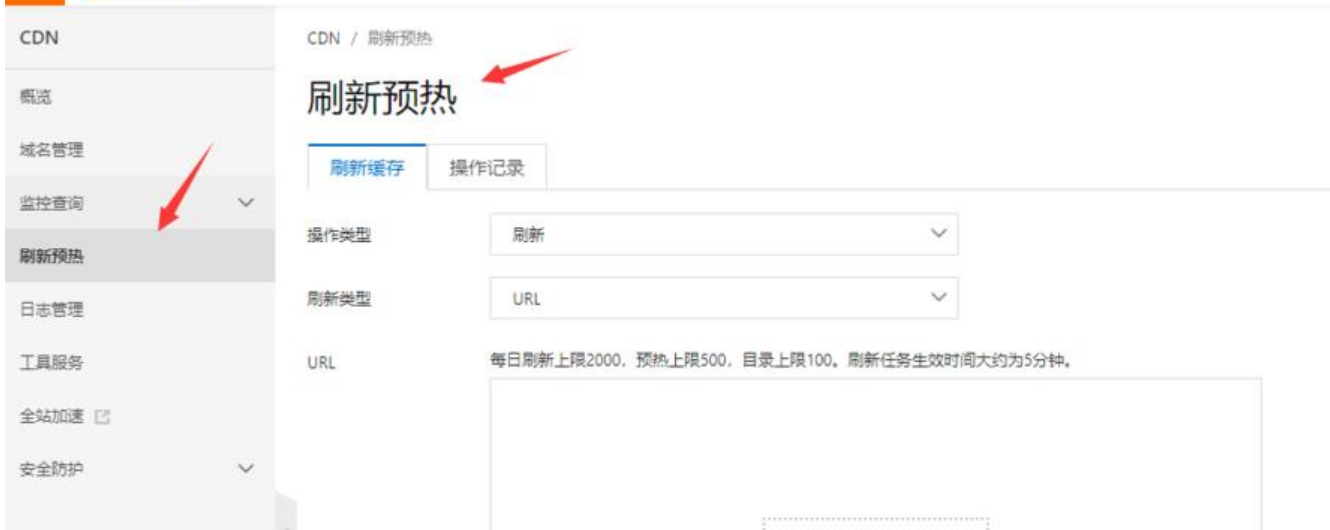 CDN
概览
域名管理
监控查询
刷新预热
日志管理
工具服务
全站加速
安全防护
CDN / 刷新预热
刷新预热
刷新缓存 操作记录
操作类型 刷新
刷新类型 URL
URL 每日刷新上限2000，预热上限500，目录上限100。刷新任务生效时间大约为5分钟。